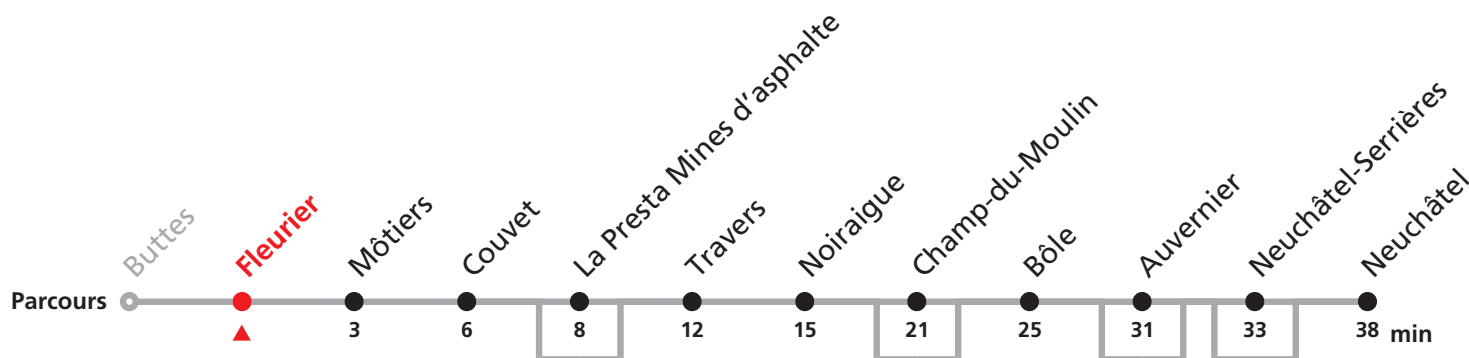 Buttes
Fleurier
Môtiers
Couvet
La Presta Mines d'asphalte
Travers
Noiraigue
Champ-du-Moulin
Bôle
Auvernier
Neuchâtel-Serrières
Neuchâtel
Parcours
3 6 8 12 15 21 25 31 33 38 min